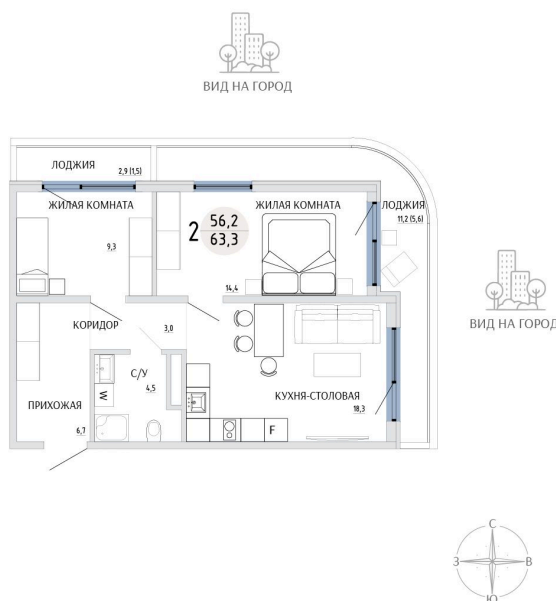 ВИД НА ГОРОД
ЛОДЖИЯ
2,9 (1,5)
ЖИЛАЯ КОМНАТА
9,3
2
56,2
63,3
ЖИЛАЯ КОМНАТА
14,4
ЛОДЖИЯ
11,2 (5,6)
ВИД НА ГОРОД
КОРИДОР
3,0
С/У
4,5
W
ПРИХОЖАЯ
6,7
КУХНЯ-СТОЛОВАЯ
18,3
F
С
З
В
Ю